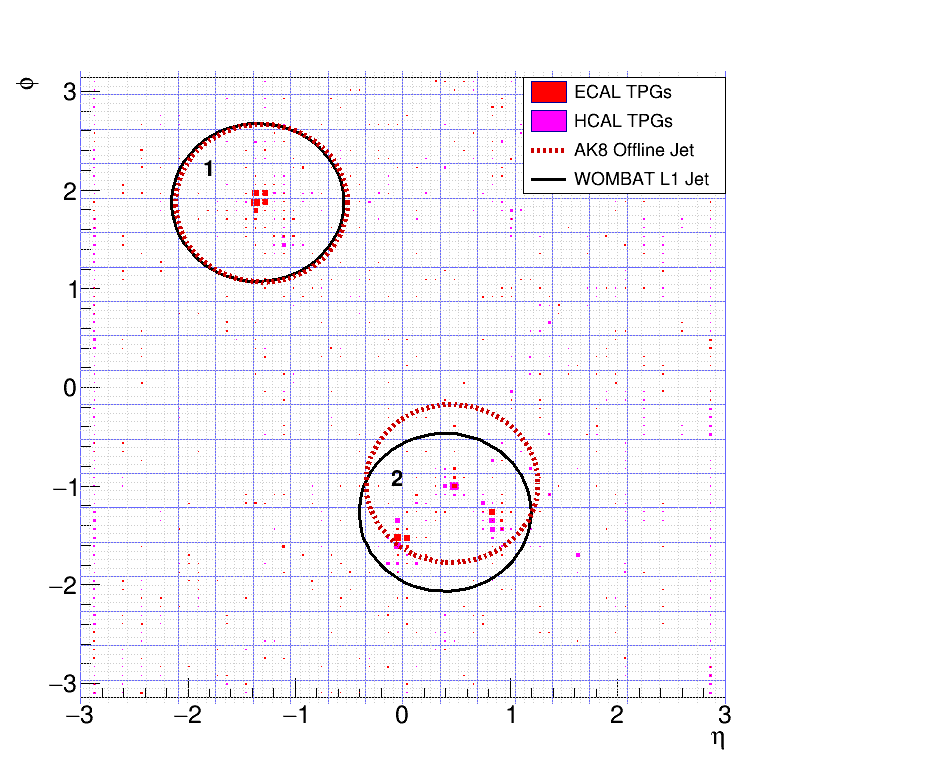 φ
3
2
1
0
−1
−2
−3
−3 −2 −1 0 1 2 3
η
ECAL TPGs
HCAL TPGs
AK8 Offline Jet
WOMBAT L1 Jet
1
2